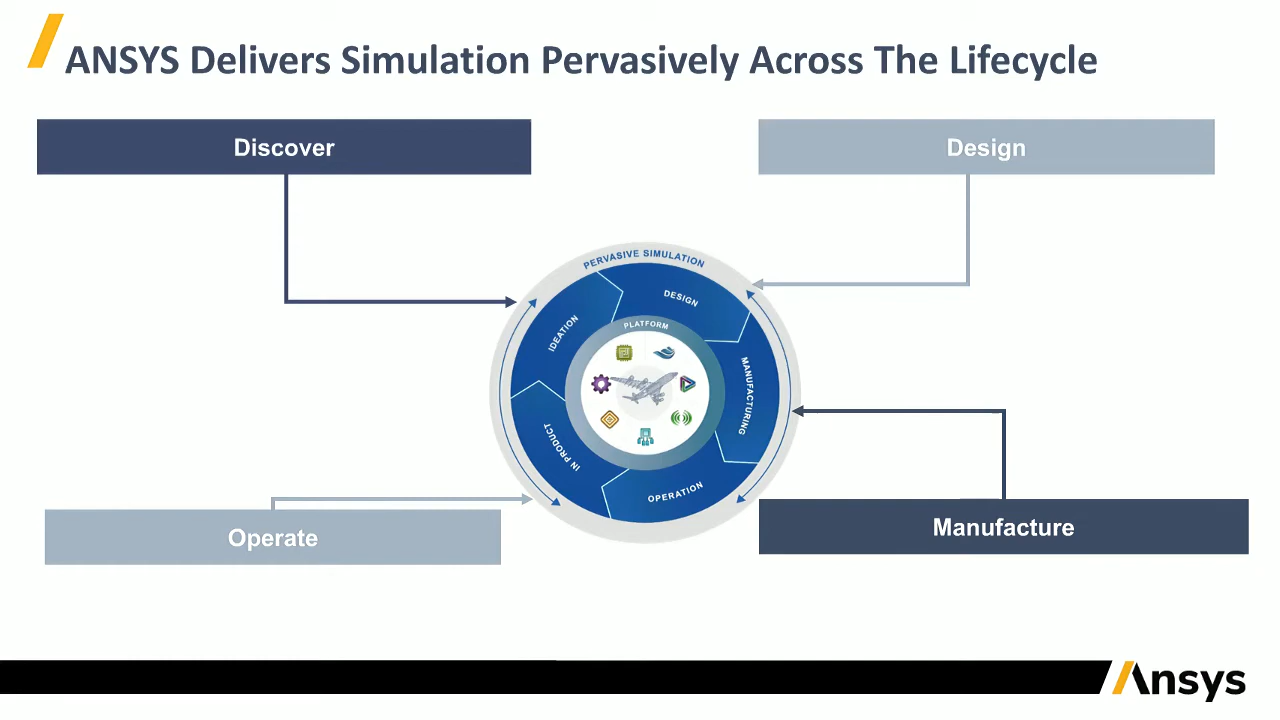 ANSYS Delivers Simulation Pervasively Across The Lifecycle
Discover
Design
PERVASIVE SIMULATION
DESIGN
IDEATION
PLATFORM
MANUFACTURING
IN PRODUCT
OPERATION
Operate
Manufacture
Ansys